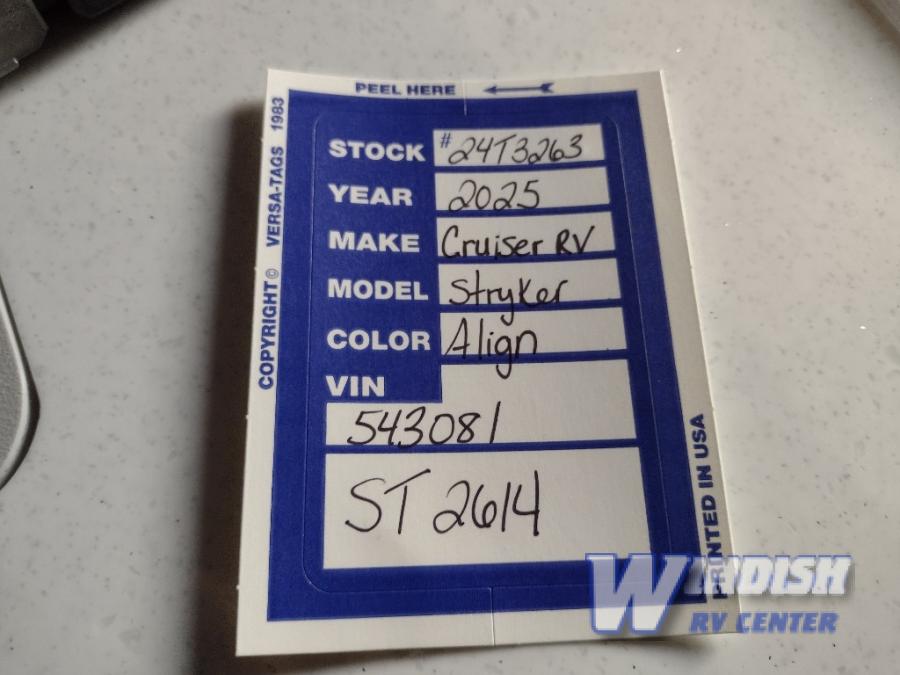 PEEL HERE
COPYRIGHT© VERSA-TAGS 1983
STOCK #24T3263
YEAR 2025
MAKE Cruiser RV
MODEL Stryker
COLOR Align
VIN
543081
ST 2614
PRINTED IN USA
WINDISH
RV CENTER